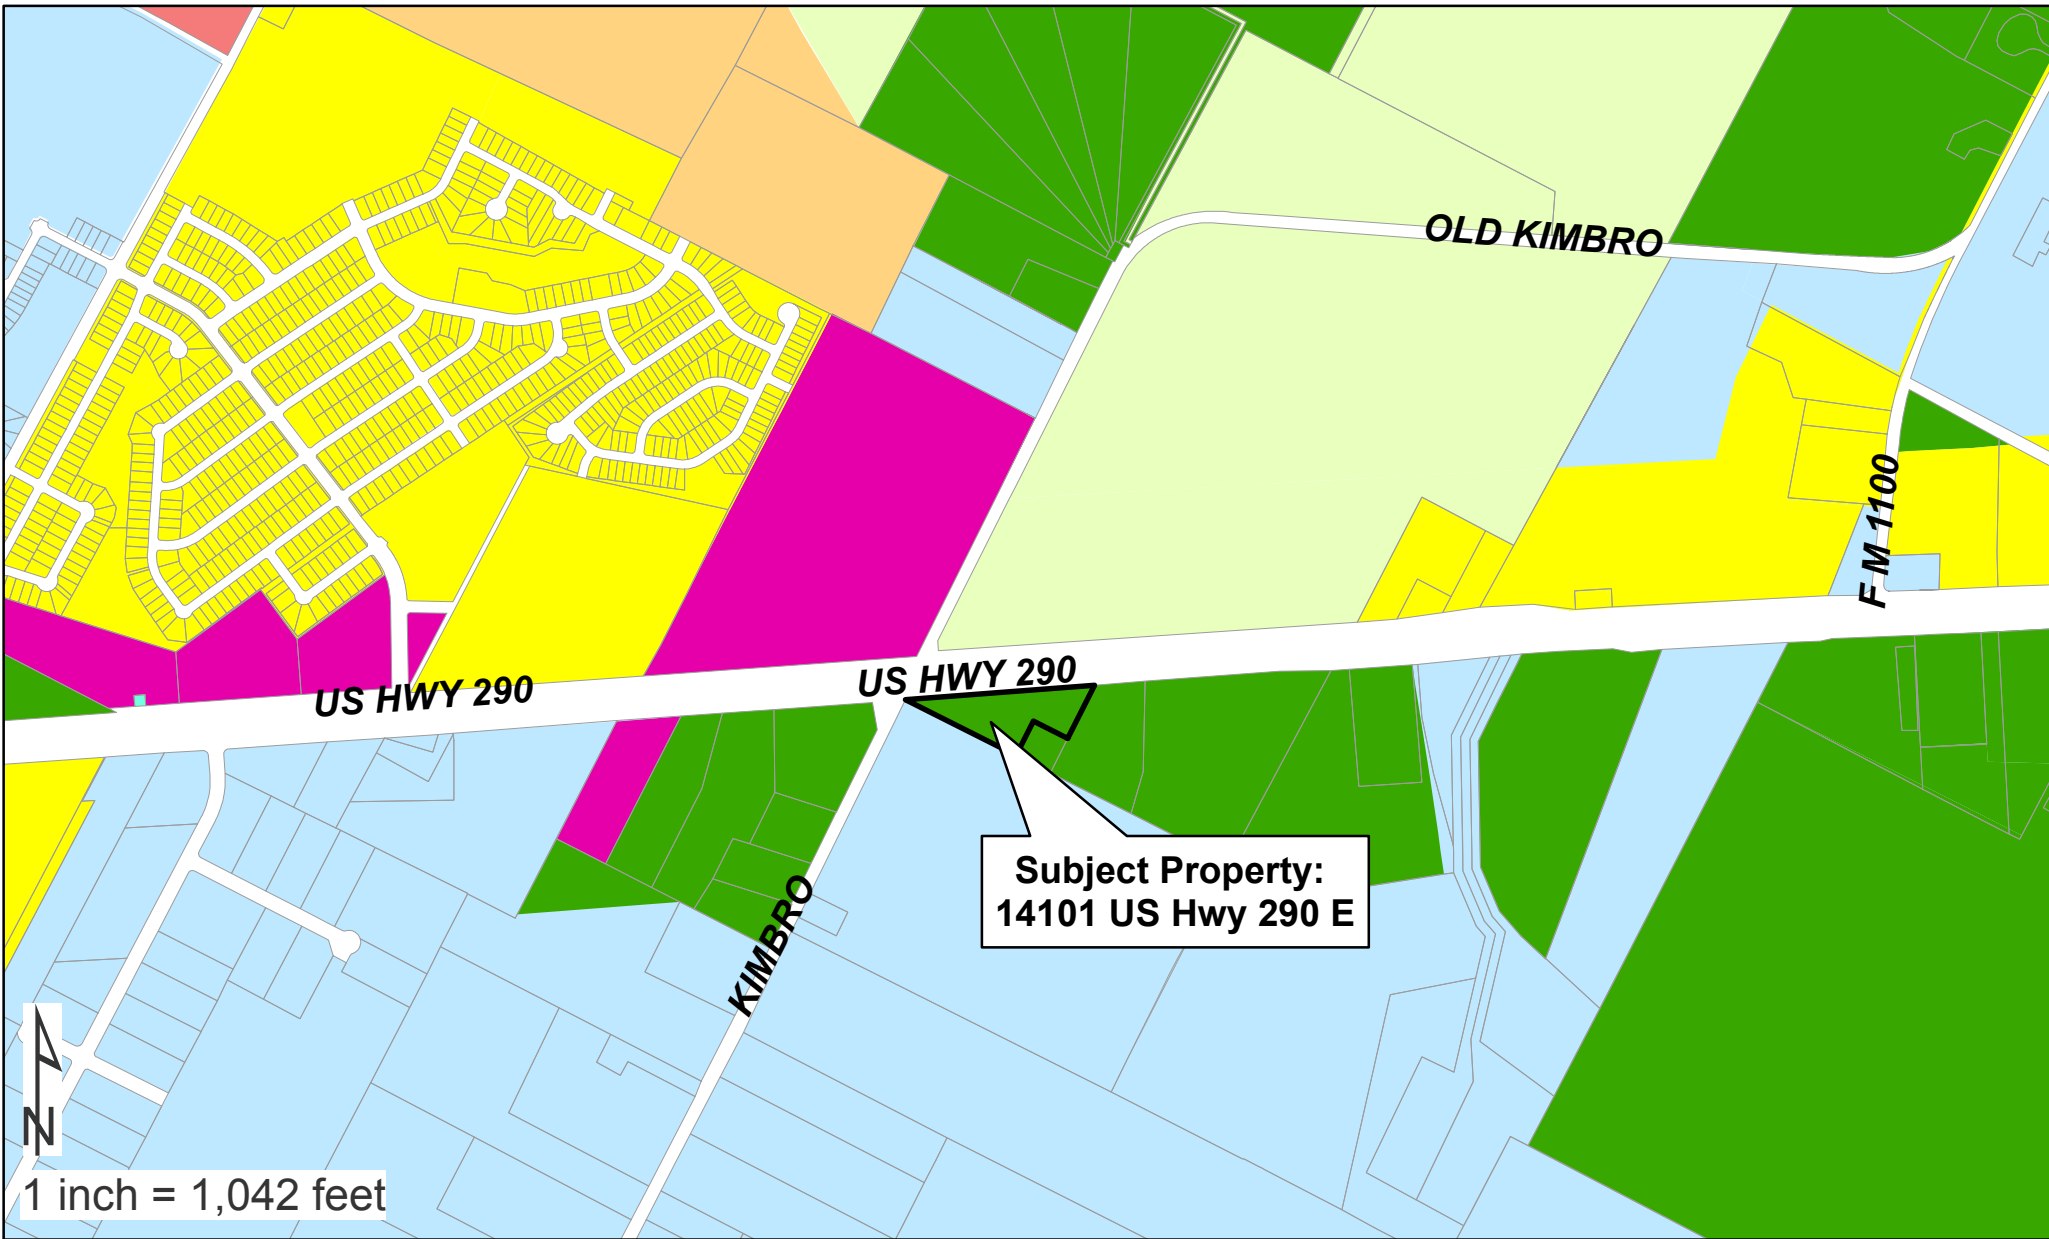 OLD KIMBRO
F M 1100
US HWY 290
US HWY 290
Subject Property:
14101 US Hwy 290 E
KIMBRO
N
1 inch = 1,042 feet